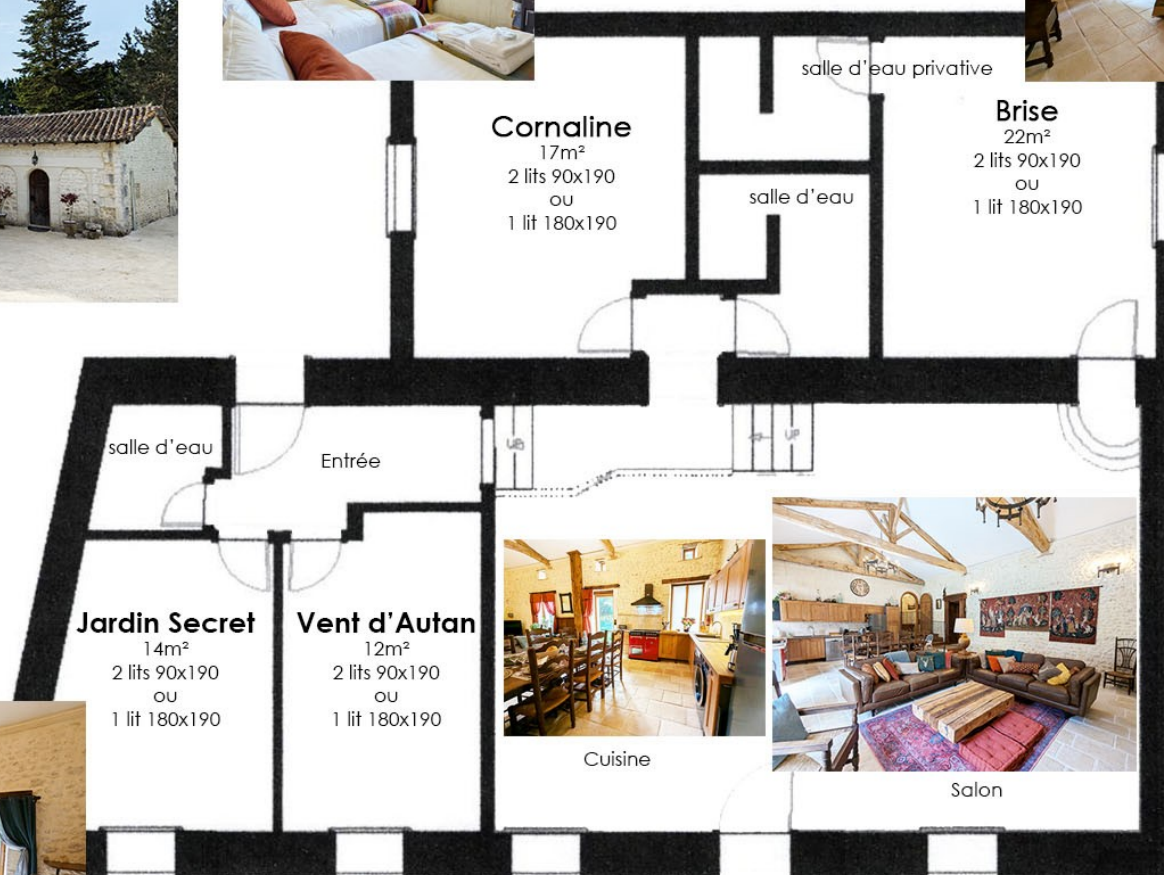 salle d’eau privative
Cornaline
17m²
2 lits 90x190
ou
1 lit 180x190
Brise
22m²
2 lits 90x190
ou
1 lit 180x190
salle d’eau
salle d’eau
Entrée
UP
Jardin Secret
14m²
2 lits 90x190
ou
1 lit 180x190
Vent d’Autan
12m²
2 lits 90x190
ou
1 lit 180x190
Cuisine
Salon